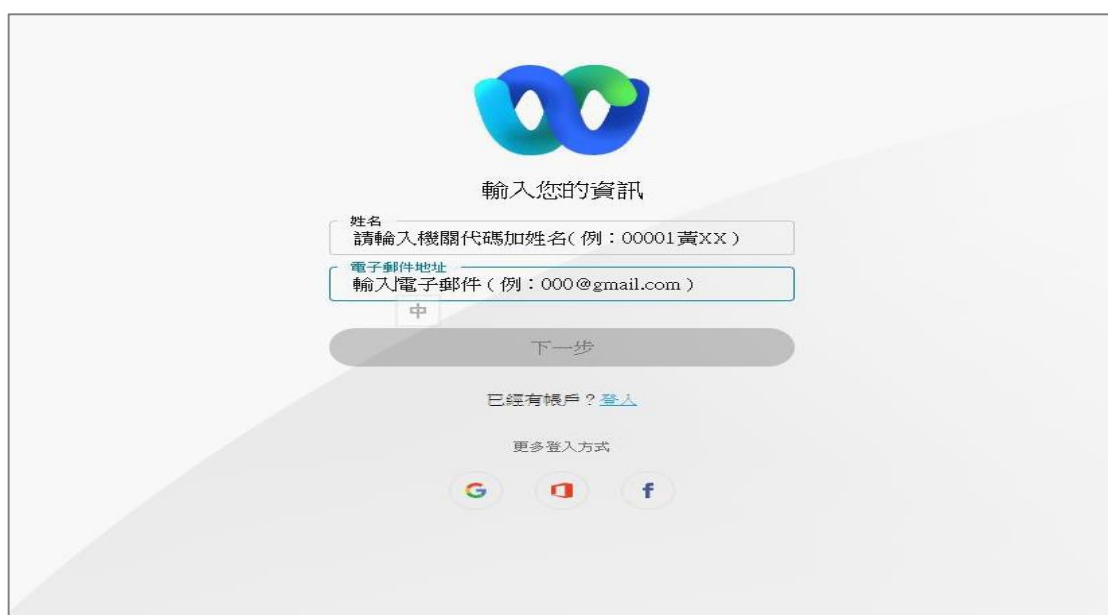 輸入您的資訊
姓名
請輸入機關代碼加姓名(例：00001黃XX)
電子郵件地址
輸入電子郵件(例：000@gmail.com)
中
下一步
已經有帳戶？登入
更多登入方式